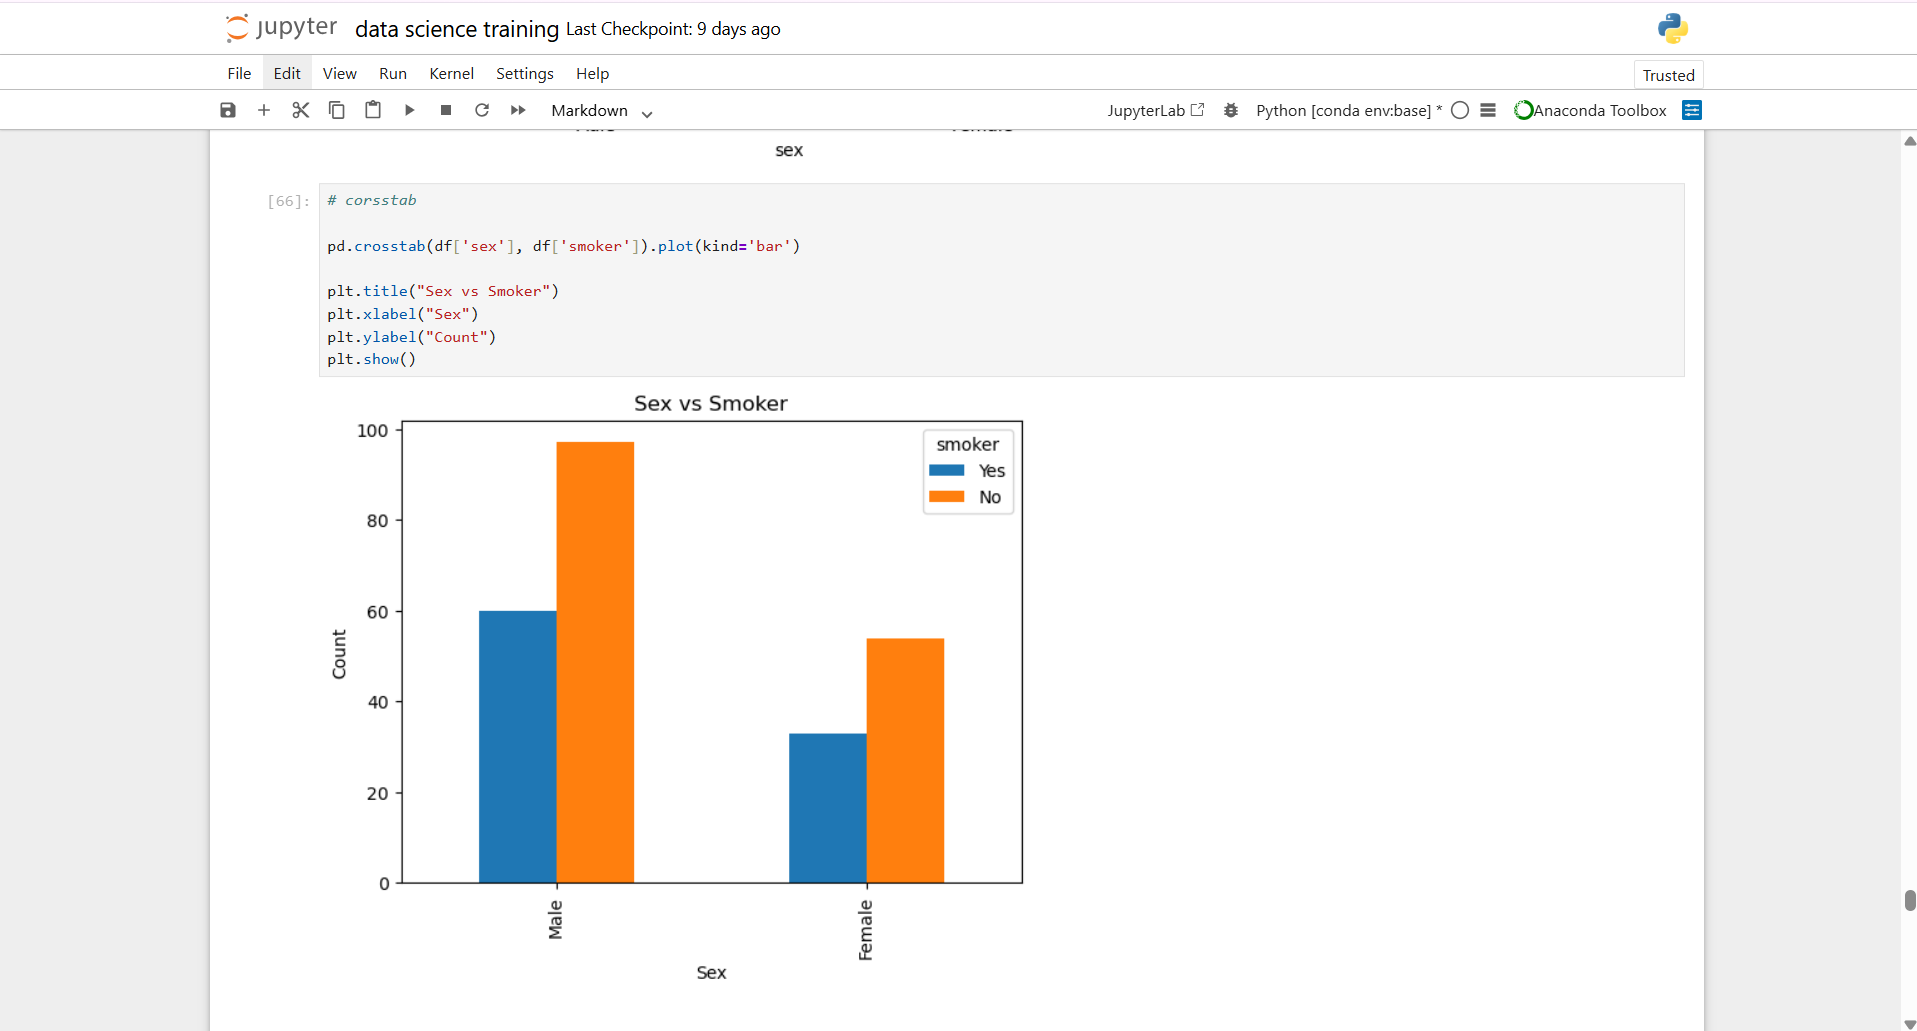 jupyter data science training Last Checkpoint: 9 days ago
File Edit View Run Kernel Settings Help Trusted
Markdown JupyterLab Python [conda env:base] * Anaconda Toolbox
sex
[66]:
# corsstab
pd.crosstab(df['sex'], df['smoker']).plot(kind='bar')
plt.title("Sex vs Smoker")
plt.xlabel("Sex")
plt.ylabel("Count")
plt.show()
Sex vs Smoker
smoker
Yes
No
100
80
60
40
20
0
Count
Male
Female
Sex